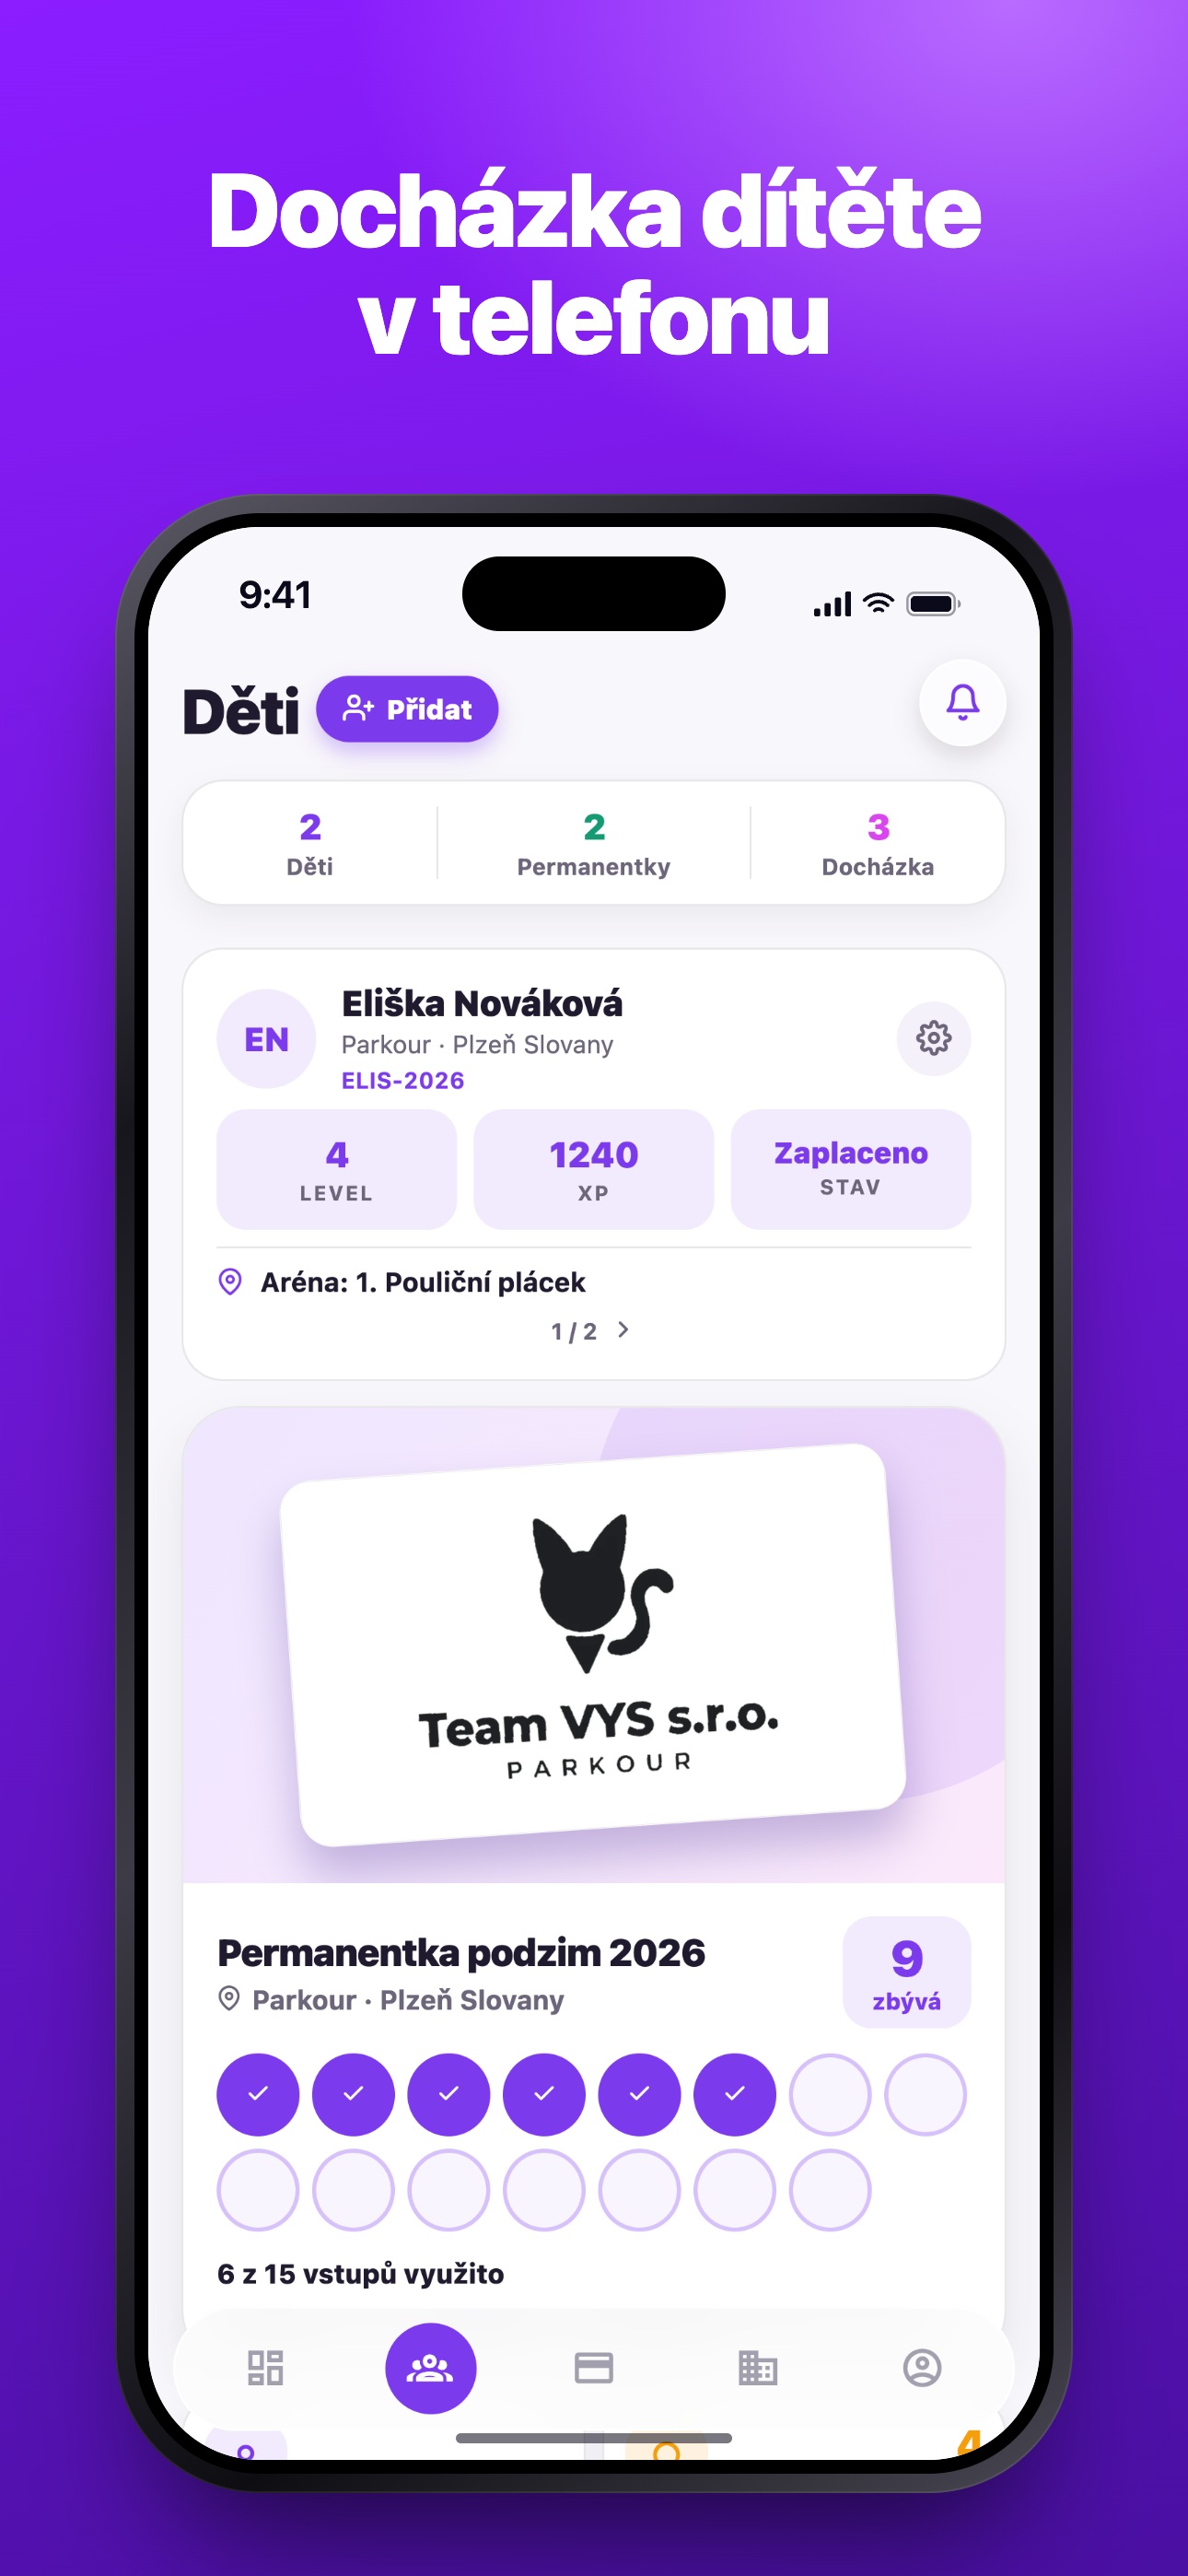 Docházka dítěte
v telefonu
9:41
Děti
Přidat
2
Děti
2
Permanentky
3
Docházka
EN
Eliška Nováková
Parkour · Plzeň Slovany
ELIS-2026
4
LEVEL
1240
XP
Zaplaceno
STAV
Aréna: 1. Pouliční plácek
1 / 2
Team VYS s.r.o.
PARKOUR
Permanentka podzim 2026
Parkour · Plzeň Slovany
9
zbývá
6 z 15 vstupů využito
4